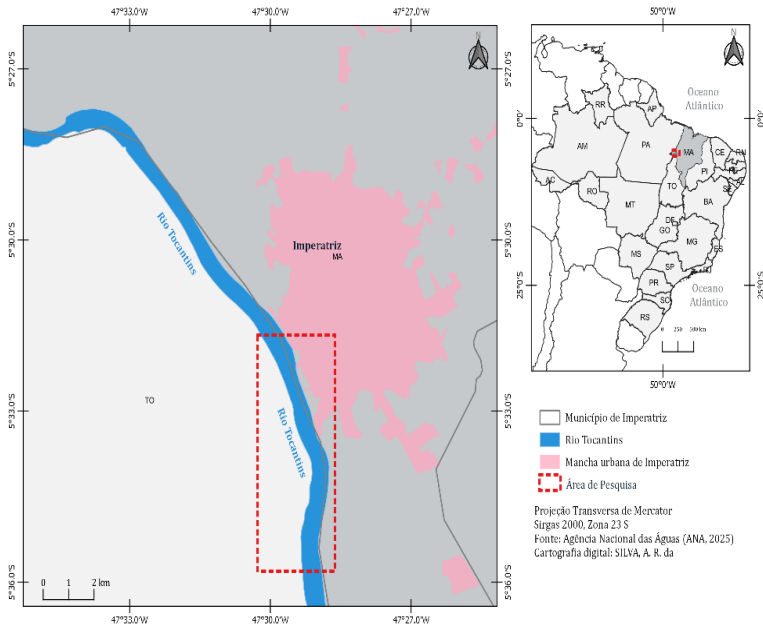 47°33.0'W 47°30.0'W 47°27.0'W
5°27.0'S
5°30.0'S
5°33.0'S
5°36.0'S
N
Rio Tocantins
Imperatriz
MA
Rio Tocantins
TO
0 1 2 km
47°33.0'W 47°30.0'W 47°27.0'W
5°27.0'S
5°30.0'S
5°33.0'S
5°36.0'S
50°0'W
N
Oceano
Atlântico
0°0'
25°0'S
0°0'
25°0'S
RR
AP
AM
PA
MA
CE
RN
PI
AC
RO
TO
SE
MT
BA
DF
GO
MG
ES
MS
SP
RJ
PR
SC
RS
Oceano
Atlântico
0 250 500 km
50°0'W
Município de Imperatriz
Rio Tocantins
Mancha urbana de Imperatriz
Área de Pesquisa
Projeção Transversa de Mercator
Sirgas 2000, Zona 23 S
Fonte: Agência Nacional das Águas (ANA, 2025)
Cartografia digital: SILVA, A. R. da